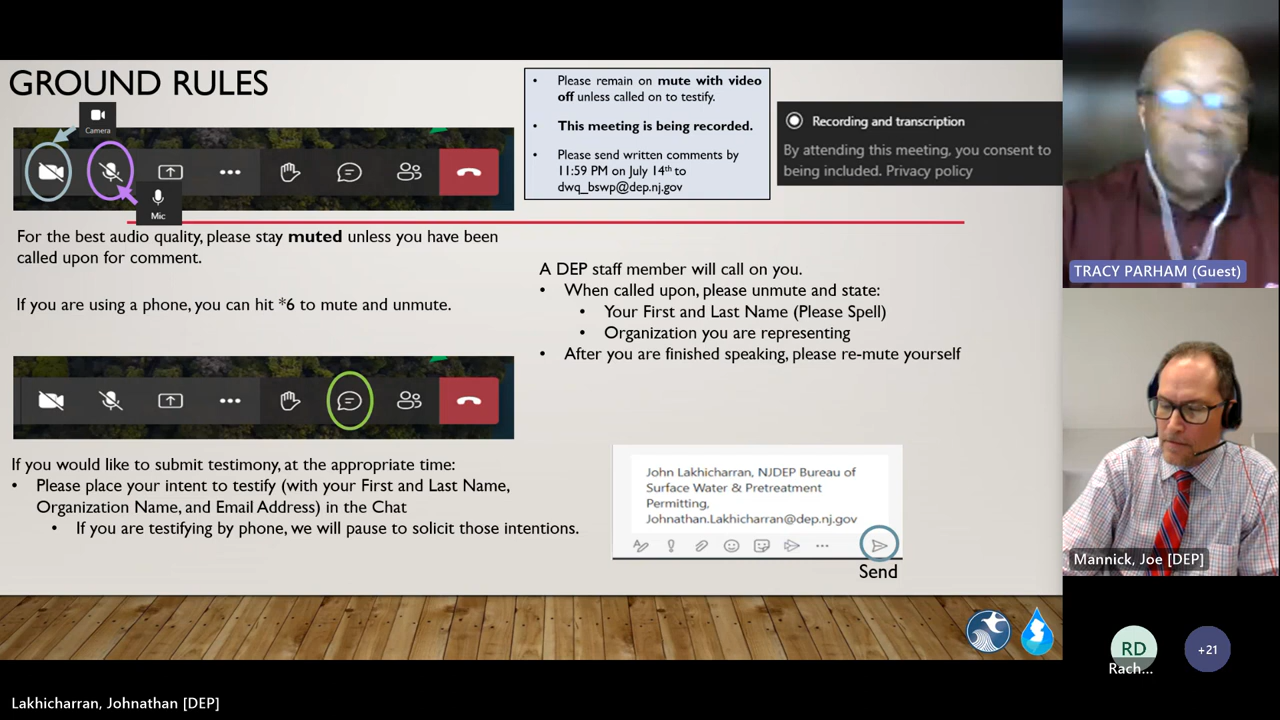 GROUND RULES
Camera
Mic
• Please remain on mute with video
off unless called on to testify.
• This meeting is being recorded.
• Please send written comments by
11:59 PM on July 14th to
dwq_bswp@dep.nj.gov
Recording and transcription
By attending this meeting, you consent to
being included. Privacy policy
For the best audio quality, please stay muted unless you have been
called upon for comment.
If you are using a phone, you can hit *6 to mute and unmute.
A DEP staff member will call on you.
• When called upon, please unmute and state:
• Your First and Last Name (Please Spell)
• Organization you are representing
• After you are finished speaking, please re-mute yourself
If you would like to submit testimony, at the appropriate time:
• Please place your intent to testify (with your First and Last Name,
Organization Name, and Email Address) in the Chat
• If you are testifying by phone, we will pause to solicit those intentions.
John Lakhicharran, NJDEP Bureau of
Surface Water & Pretreatment
Permitting,
Johnathan.Lakhicharran@dep.nj.gov
Send
TRACY PARHAM (Guest)
Mannick, Joe [DEP]
RD
Rach...
+21
Lakhicharran, Johnathan [DEP]